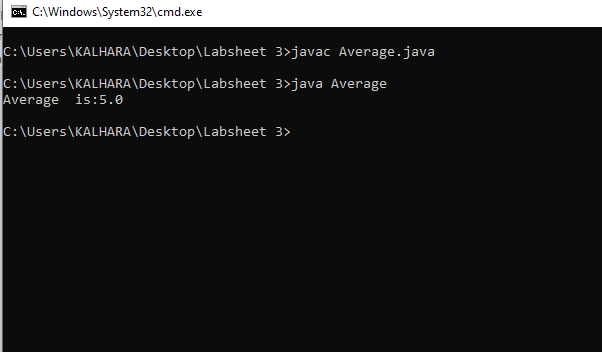 C:\Windows\System32\cmd.exe
C:\Users\KALHARA\Desktop\Labsheet 3>javac Average.java
C:\Users\KALHARA\Desktop\Labsheet 3>java Average
Average  is:5.0
C:\Users\KALHARA\Desktop\Labsheet 3>